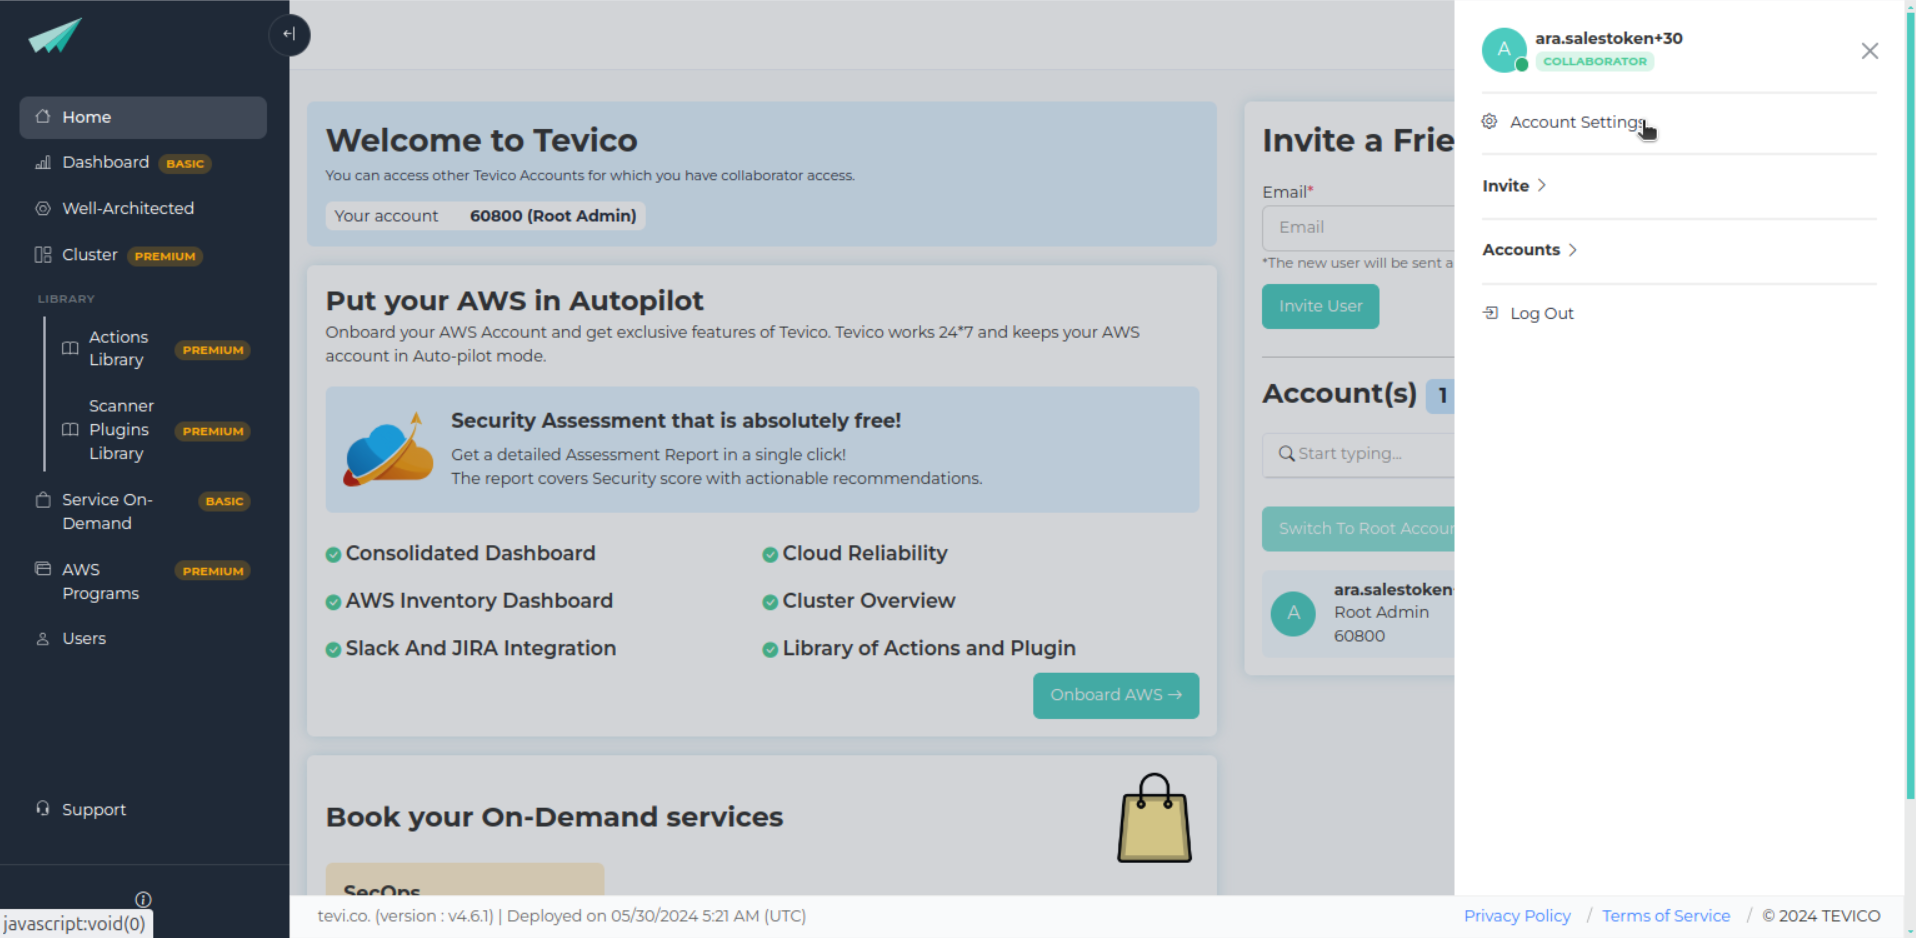 Home
Dashboard BASIC
Well-Architected
Cluster PREMIUM
LIBRARY
Actions
Library
PREMIUM
Scanner
Plugins
Library
PREMIUM
Service On-
Demand
BASIC
AWS
Programs
PREMIUM
Users
Support
javascript:void(0)
Welcome to Tevico
You can access other Tevico Accounts for which you have collaborator access.
Your account 60800 (Root Admin)
Put your AWS in Autopilot
Onboard your AWS Account and get exclusive features of Tevico. Tevico works 24*7 and keeps your AWS
account in Auto-pilot mode.
Security Assessment that is absolutely free!
Get a detailed Assessment Report in a single click!
The report covers Security score with actionable recommendations.
Consolidated Dashboard
Cloud Reliability
AWS Inventory Dashboard
Cluster Overview
Slack And JIRA Integration
Library of Actions and Plugin
Onboard AWS →
Book your On-Demand services
SecOps
Invite a Frie
Email*
Email
*The new user will be sent a
Invite User
Account(s) 1
Start typing...
Switch To Root Accour
A
ara.salestoken
Root Admin
60800
A
ara.salestoken+30
COLLABORATOR
Account Settings
Invite >
Accounts >
Log Out
tevi.co. (version : v4.6.1) | Deployed on 05/30/2024 5:21 AM (UTC)
Privacy Policy / Terms of Service / © 2024 TEVICO